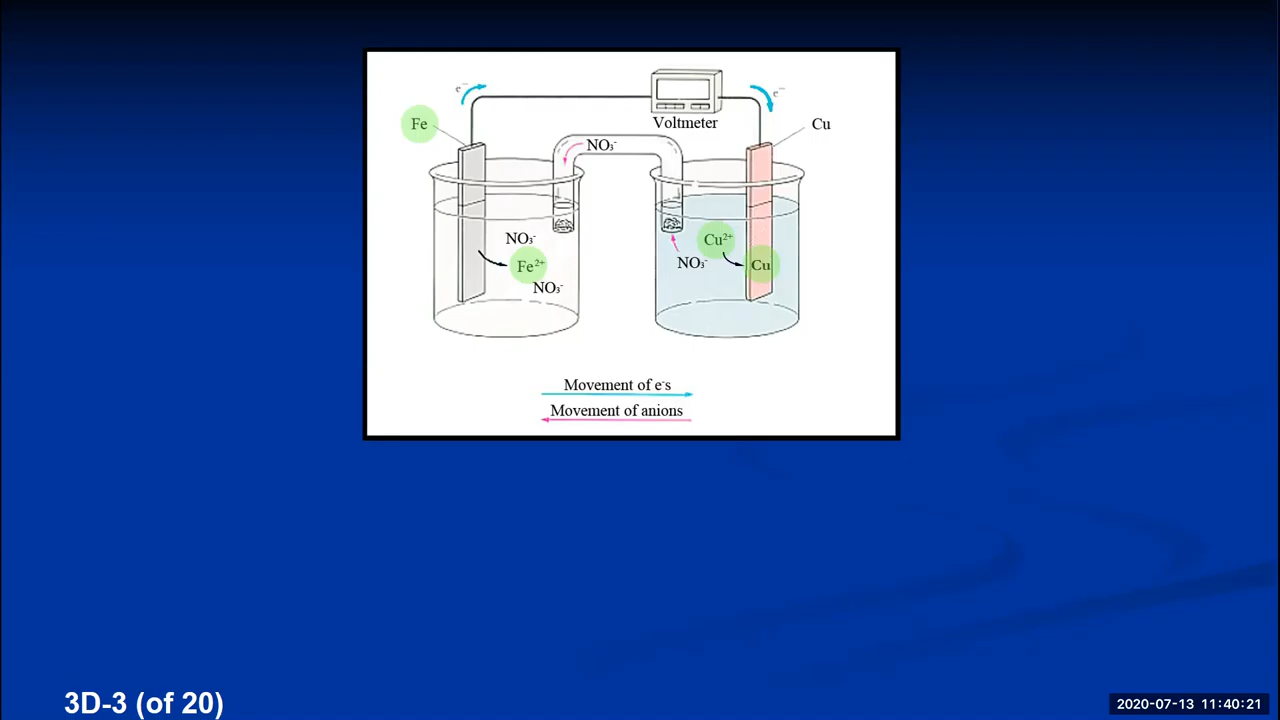 e⁻
e⁻
Fe
Voltmeter
Cu
NO₃⁻
NO₃⁻
Fe²⁺
NO₃⁻
Cu²⁺
NO₃⁻
Cu
Movement of e⁻s
Movement of anions
3D-3 (of 20)
2020-07-13 11:40:21